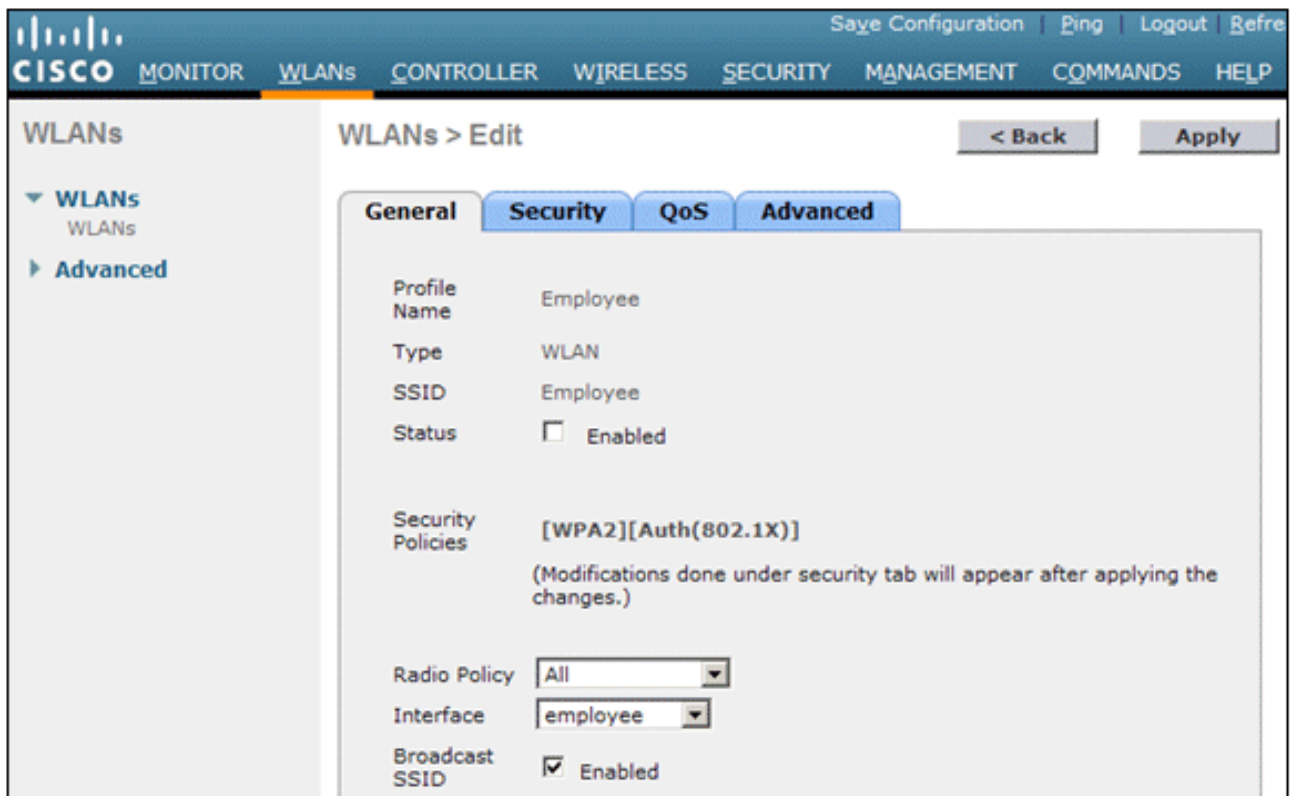 Save Configuration | Ping | Logout | Refre
CISCO MONITOR WLANs CONTROLLER WIRELESS SECURITY MANAGEMENT COMMANDS HELP
WLANs
WLANs > Edit
< Back Apply
WLANs
WLANs
Advanced
General Security QoS Advanced
Profile
Name
Employee
Type WLAN
SSID Employee
Status Enabled
Security
Policies
[WPA2][Auth(802.1X)]
(Modifications done under security tab will appear after applying the
changes.)
Radio Policy All
Interface employee
Broadcast
SSID
Enabled